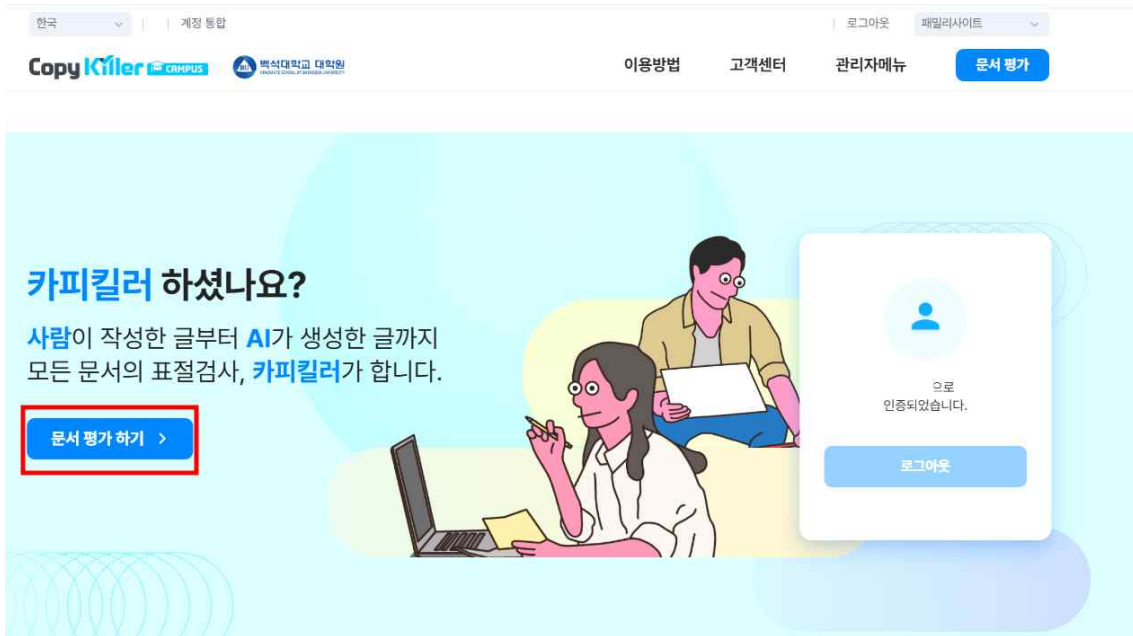 한국
계정 통합
로그아웃
패밀리사이트
Copy Killer CAMPUS
백석대학교 대학원
이용방법
고객센터
관리자메뉴
문서 평가
카피킬러 하셨나요?
사람이 작성한 글부터 AI가 생성한 글까지
모든 문서의 표절검사, 카피킬러가 합니다.
문서 평가 하기
으로
인증되었습니다.
로그아웃